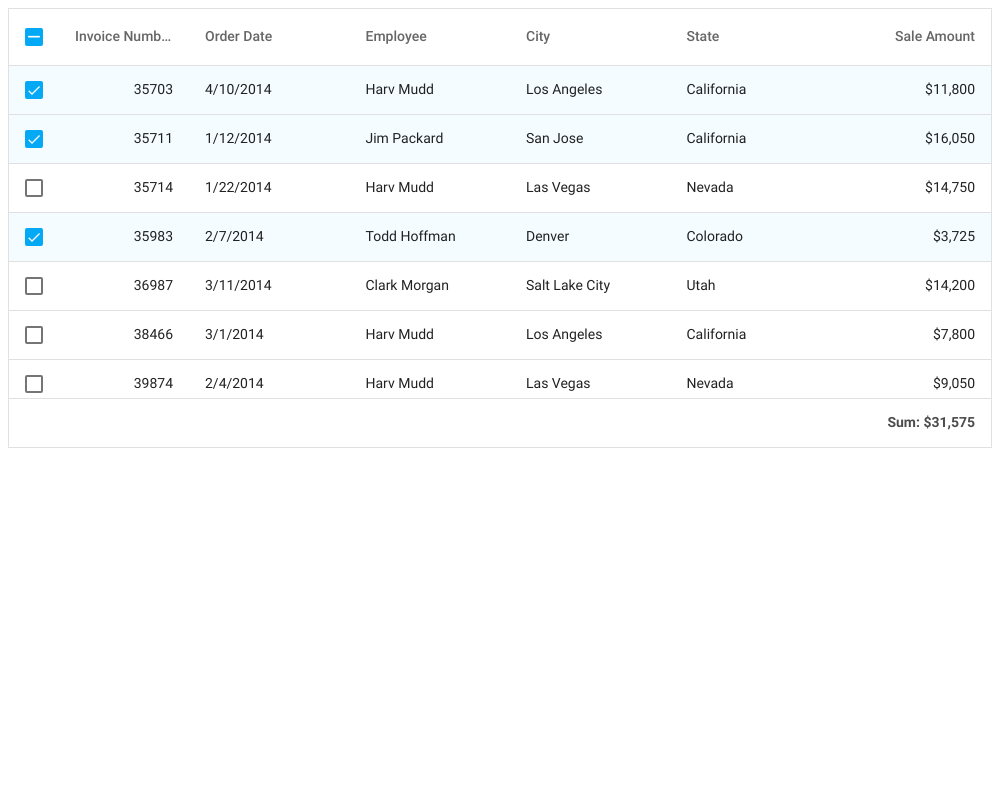 Invoice Numb... Order Date Employee City State Sale Amount
35703 4/10/2014 Harv Mudd Los Angeles California $11,800
35711 1/12/2014 Jim Packard San Jose California $16,050
35714 1/22/2014 Harv Mudd Las Vegas Nevada $14,750
35983 2/7/2014 Todd Hoffman Denver Colorado $3,725
36987 3/11/2014 Clark Morgan Salt Lake City Utah $14,200
38466 3/1/2014 Harv Mudd Los Angeles California $7,800
39874 2/4/2014 Harv Mudd Las Vegas Nevada $9,050
Sum: $31,575